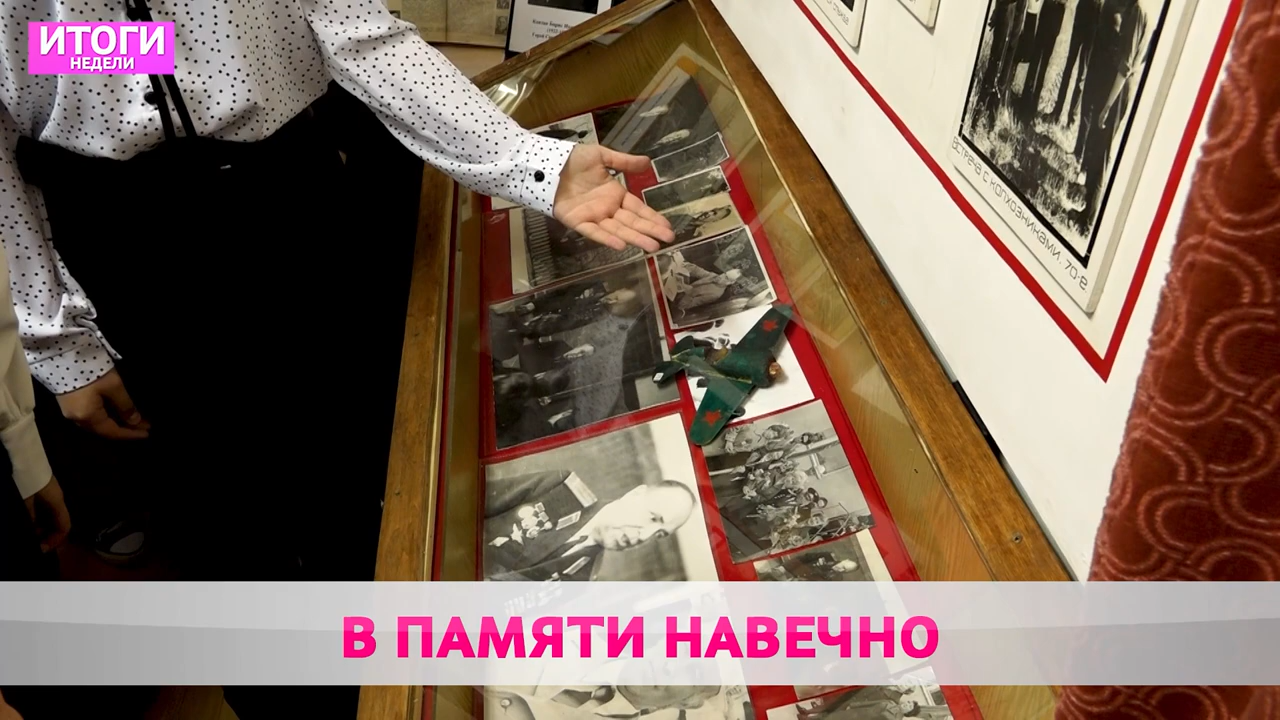 ИТОГИ
НЕДЕЛИ
встреча с колхозниками. 70-е
В ПАМЯТИ НАВЕЧНО